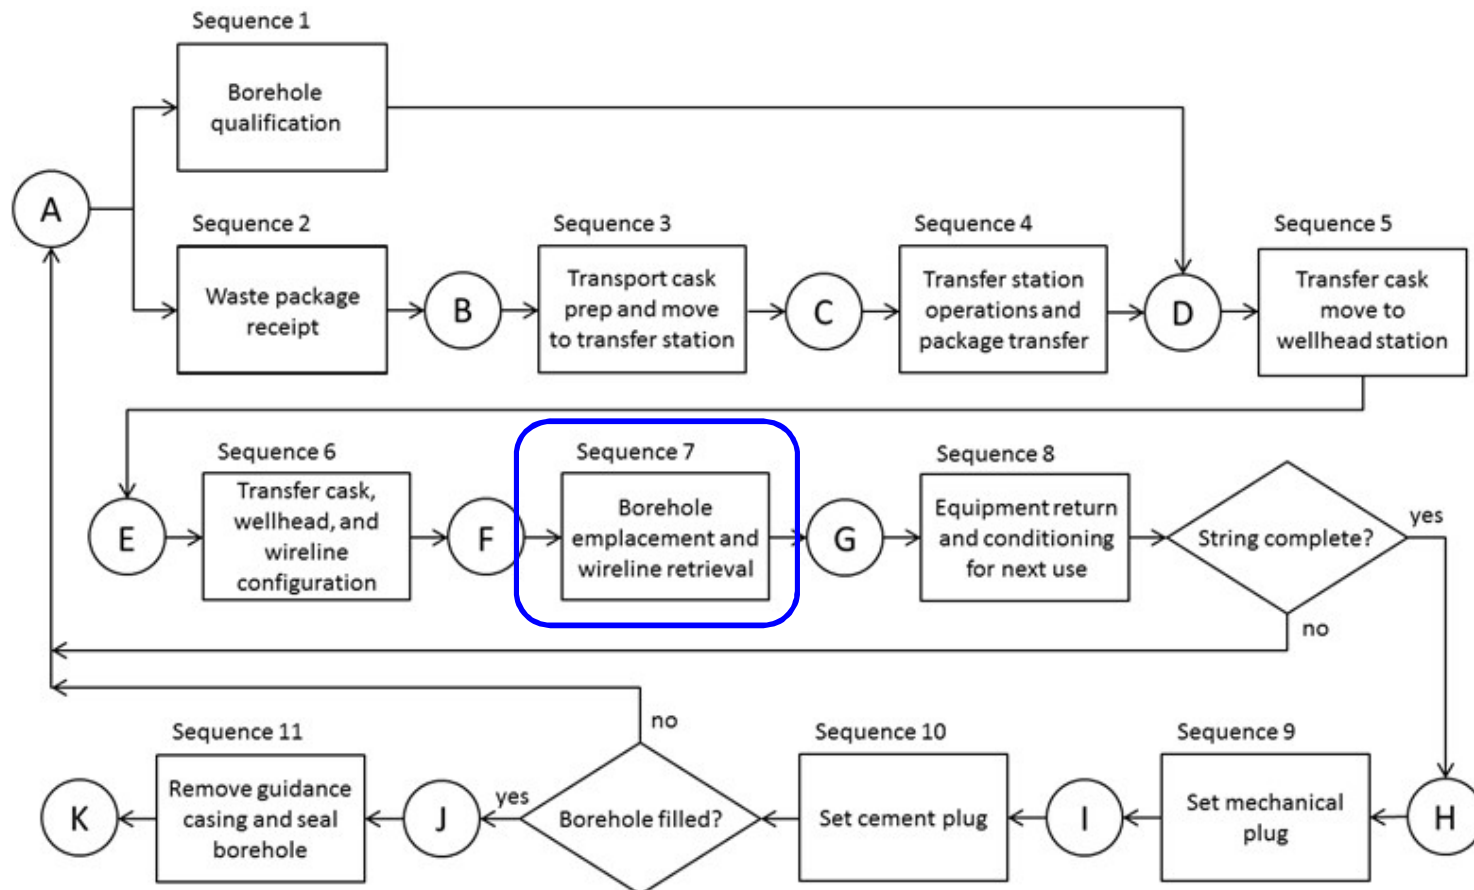 Sequence 1
Borehole
qualification
A
Sequence 2
Waste package
receipt
B
Sequence 3
Transport cask
prep and move
to transfer station
C
Sequence 4
Transfer station
operations and
package transfer
D
Sequence 5
Transfer cask
move to
wellhead station
E
Sequence 6
Transfer cask,
wellhead, and
wireline
configuration
F
Sequence 7
Borehole
emplacement and
wireline retrieval
G
Sequence 8
Equipment return
and conditioning
for next use
String complete?
yes
no
H
Sequence 9
Set mechanical
plug
I
Sequence 10
Set cement plug
Borehole filled?
no
yes
J
Sequence 11
Remove guidance
casing and seal
borehole
K